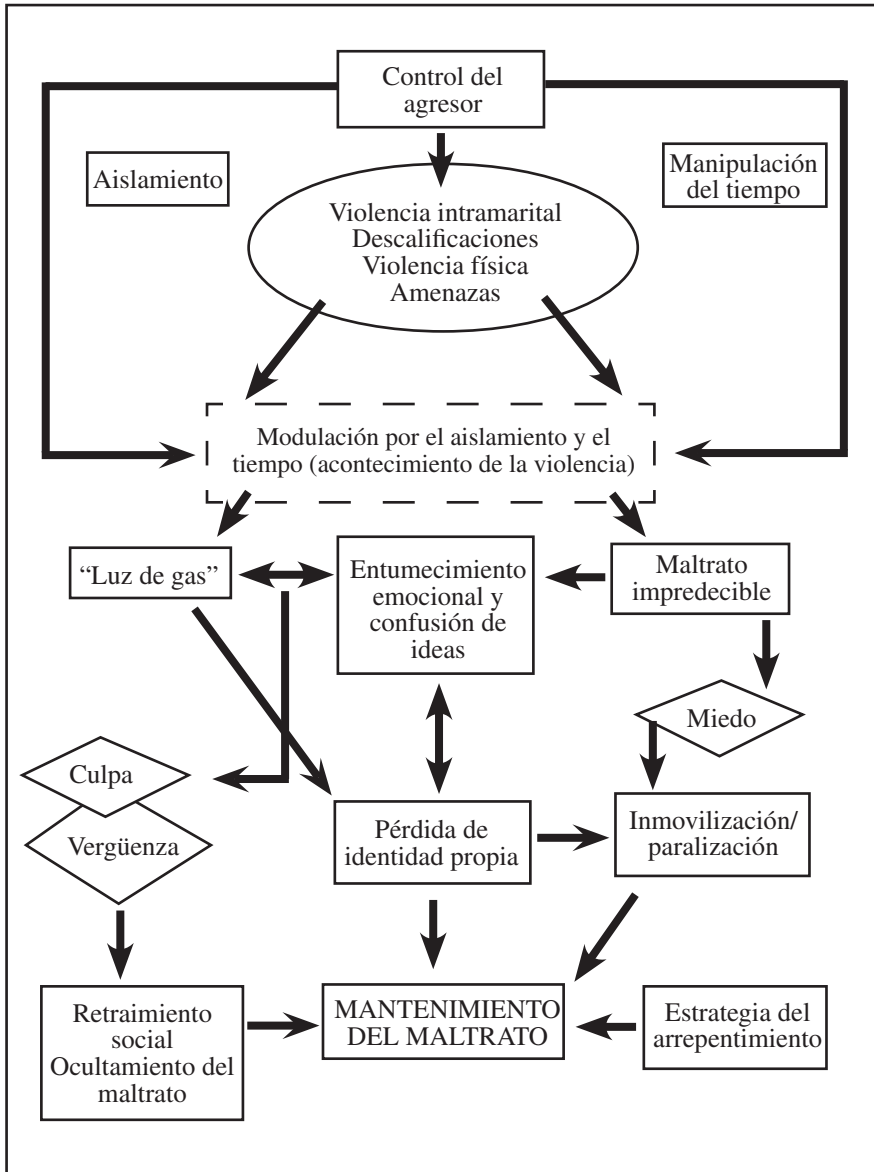 Control del
agresor
Aislamiento
Manipulación
del tiempo
Violencia intramarital
Descalificaciones
Violencia física
Amenazas
Modulación por el aislamiento y el
tiempo (acontecimiento de la violencia)
“Luz de gas”
Entumecimiento
emocional y
confusión de
ideas
Maltrato
impredecible
Miedo
Culpa
Vergüenza
Pérdida de
identidad propia
Inmovilización/
paralización
Retraimiento
social
Ocultamiento del
maltrato
MANTENIMIENTO
DEL MALTRATO
Estrategia del
arrepentimiento